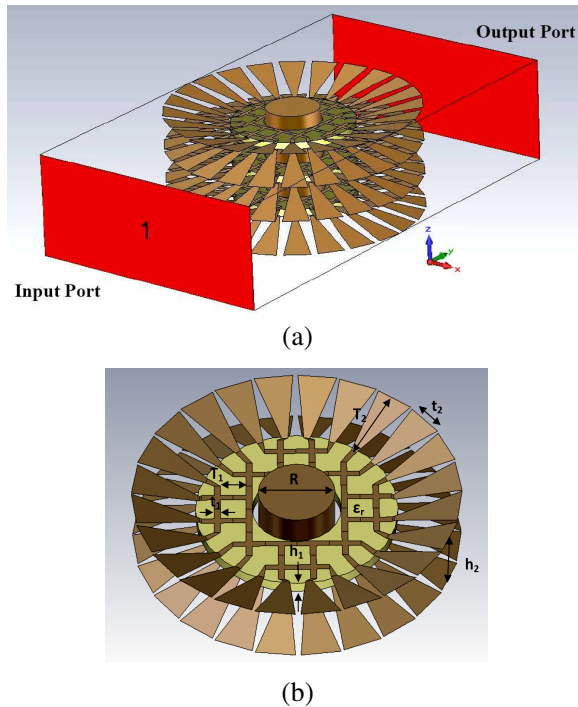 Output Port
1
Input Port
z
y
x
(a)
T₂
t₂
T₁
R
t₁
εᵣ
h₁
h₂
(b)